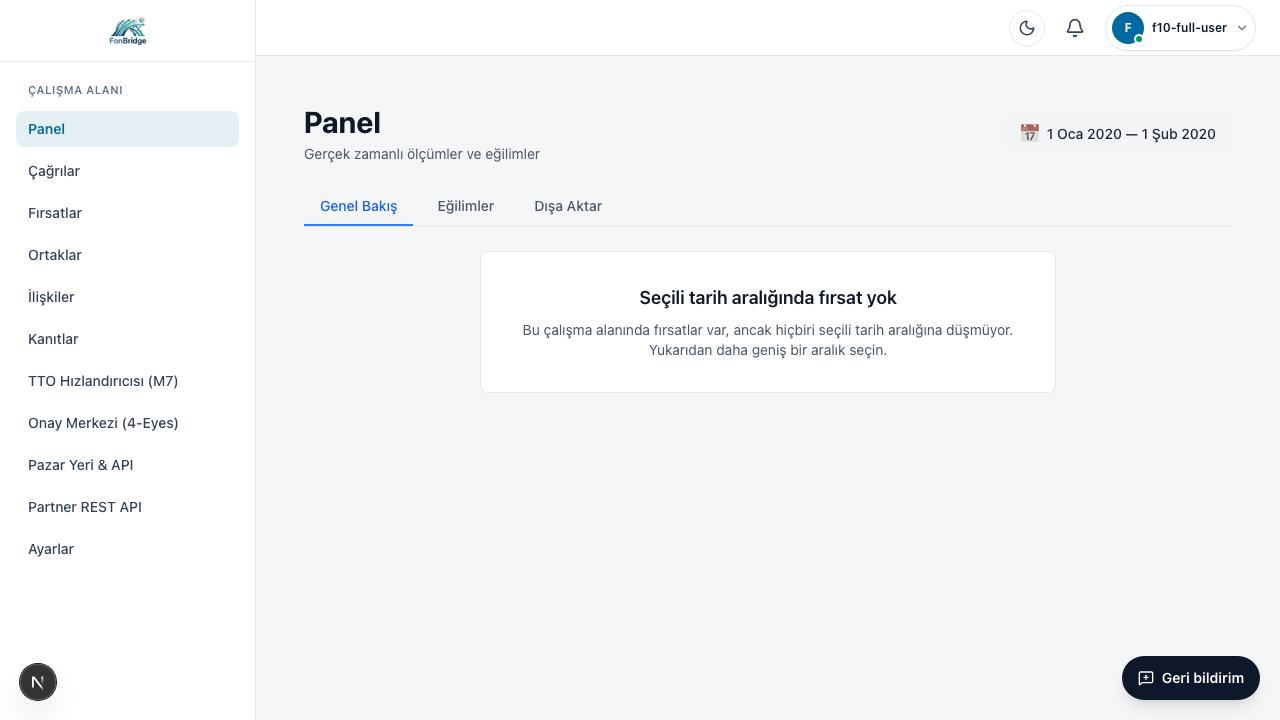 FonBridge
ÇALIŞMA ALANI
Panel
Çağrılar
Fırsatlar
Ortaklar
İlişkiler
Kanıtlar
TTO Hızlandırıcısı (M7)
Onay Merkezi (4-Eyes)
Pazar Yeri & API
Partner REST API
Ayarlar
N
F f10-full-user
Panel
Gerçek zamanlı ölçümler ve eğilimler
17 1 Oca 2020 — 1 Şub 2020
Genel Bakış Eğilimler Dışa Aktar
Seçili tarih aralığında fırsat yok
Bu çalışma alanında fırsatlar var, ancak hiçbiri seçili tarih aralığına düşmüyor.
Yukarıdan daha geniş bir aralık seçin.
Geri bildirim